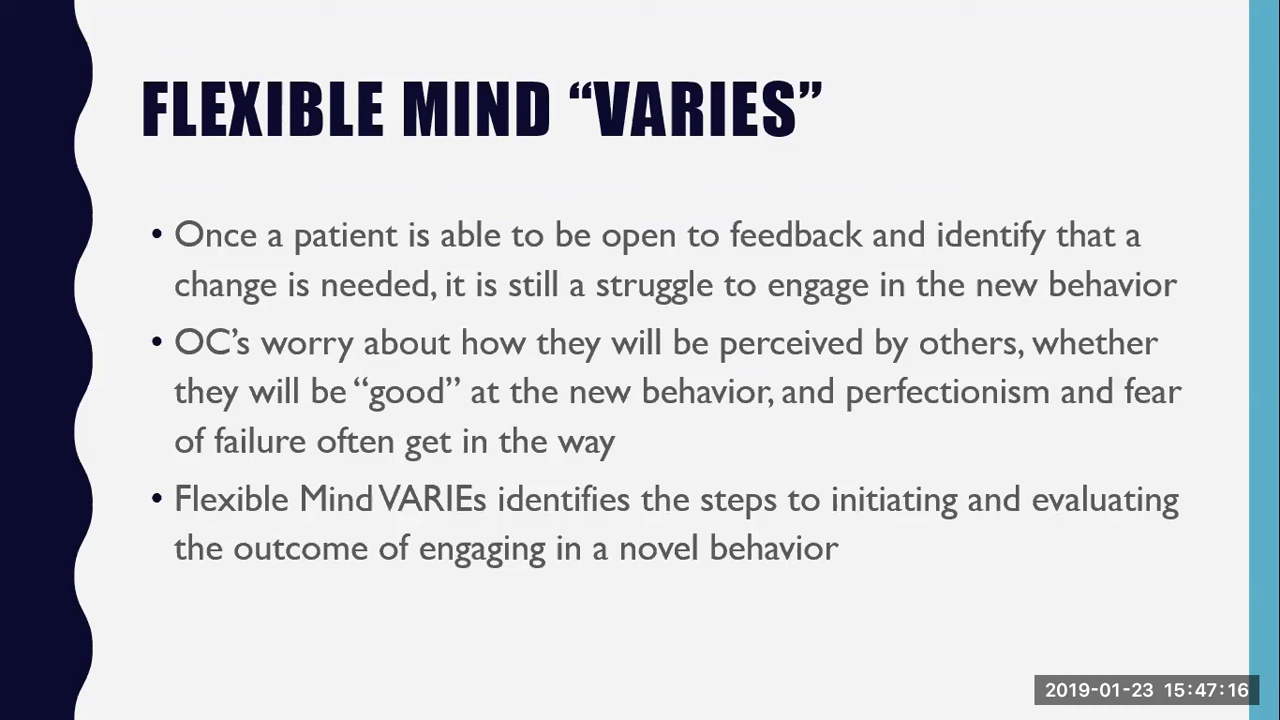 FLEXIBLE MIND “VARIES”
• Once a patient is able to be open to feedback and identify that a
change is needed, it is still a struggle to engage in the new behavior
• OC’s worry about how they will be perceived by others, whether
they will be “good” at the new behavior, and perfectionism and fear
of failure often get in the way
• Flexible Mind VARIEs identifies the steps to initiating and evaluating
the outcome of engaging in a novel behavior
2019-01-23 15:47:16